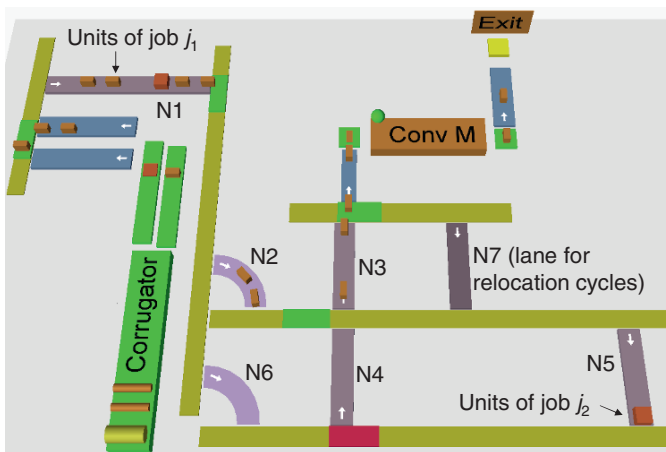 Exit
Units of job j1
N1
Conv M
N2
N3
N7 (lane for
relocation cycles)
Corrugator
N6
N4
N5
Units of job j2